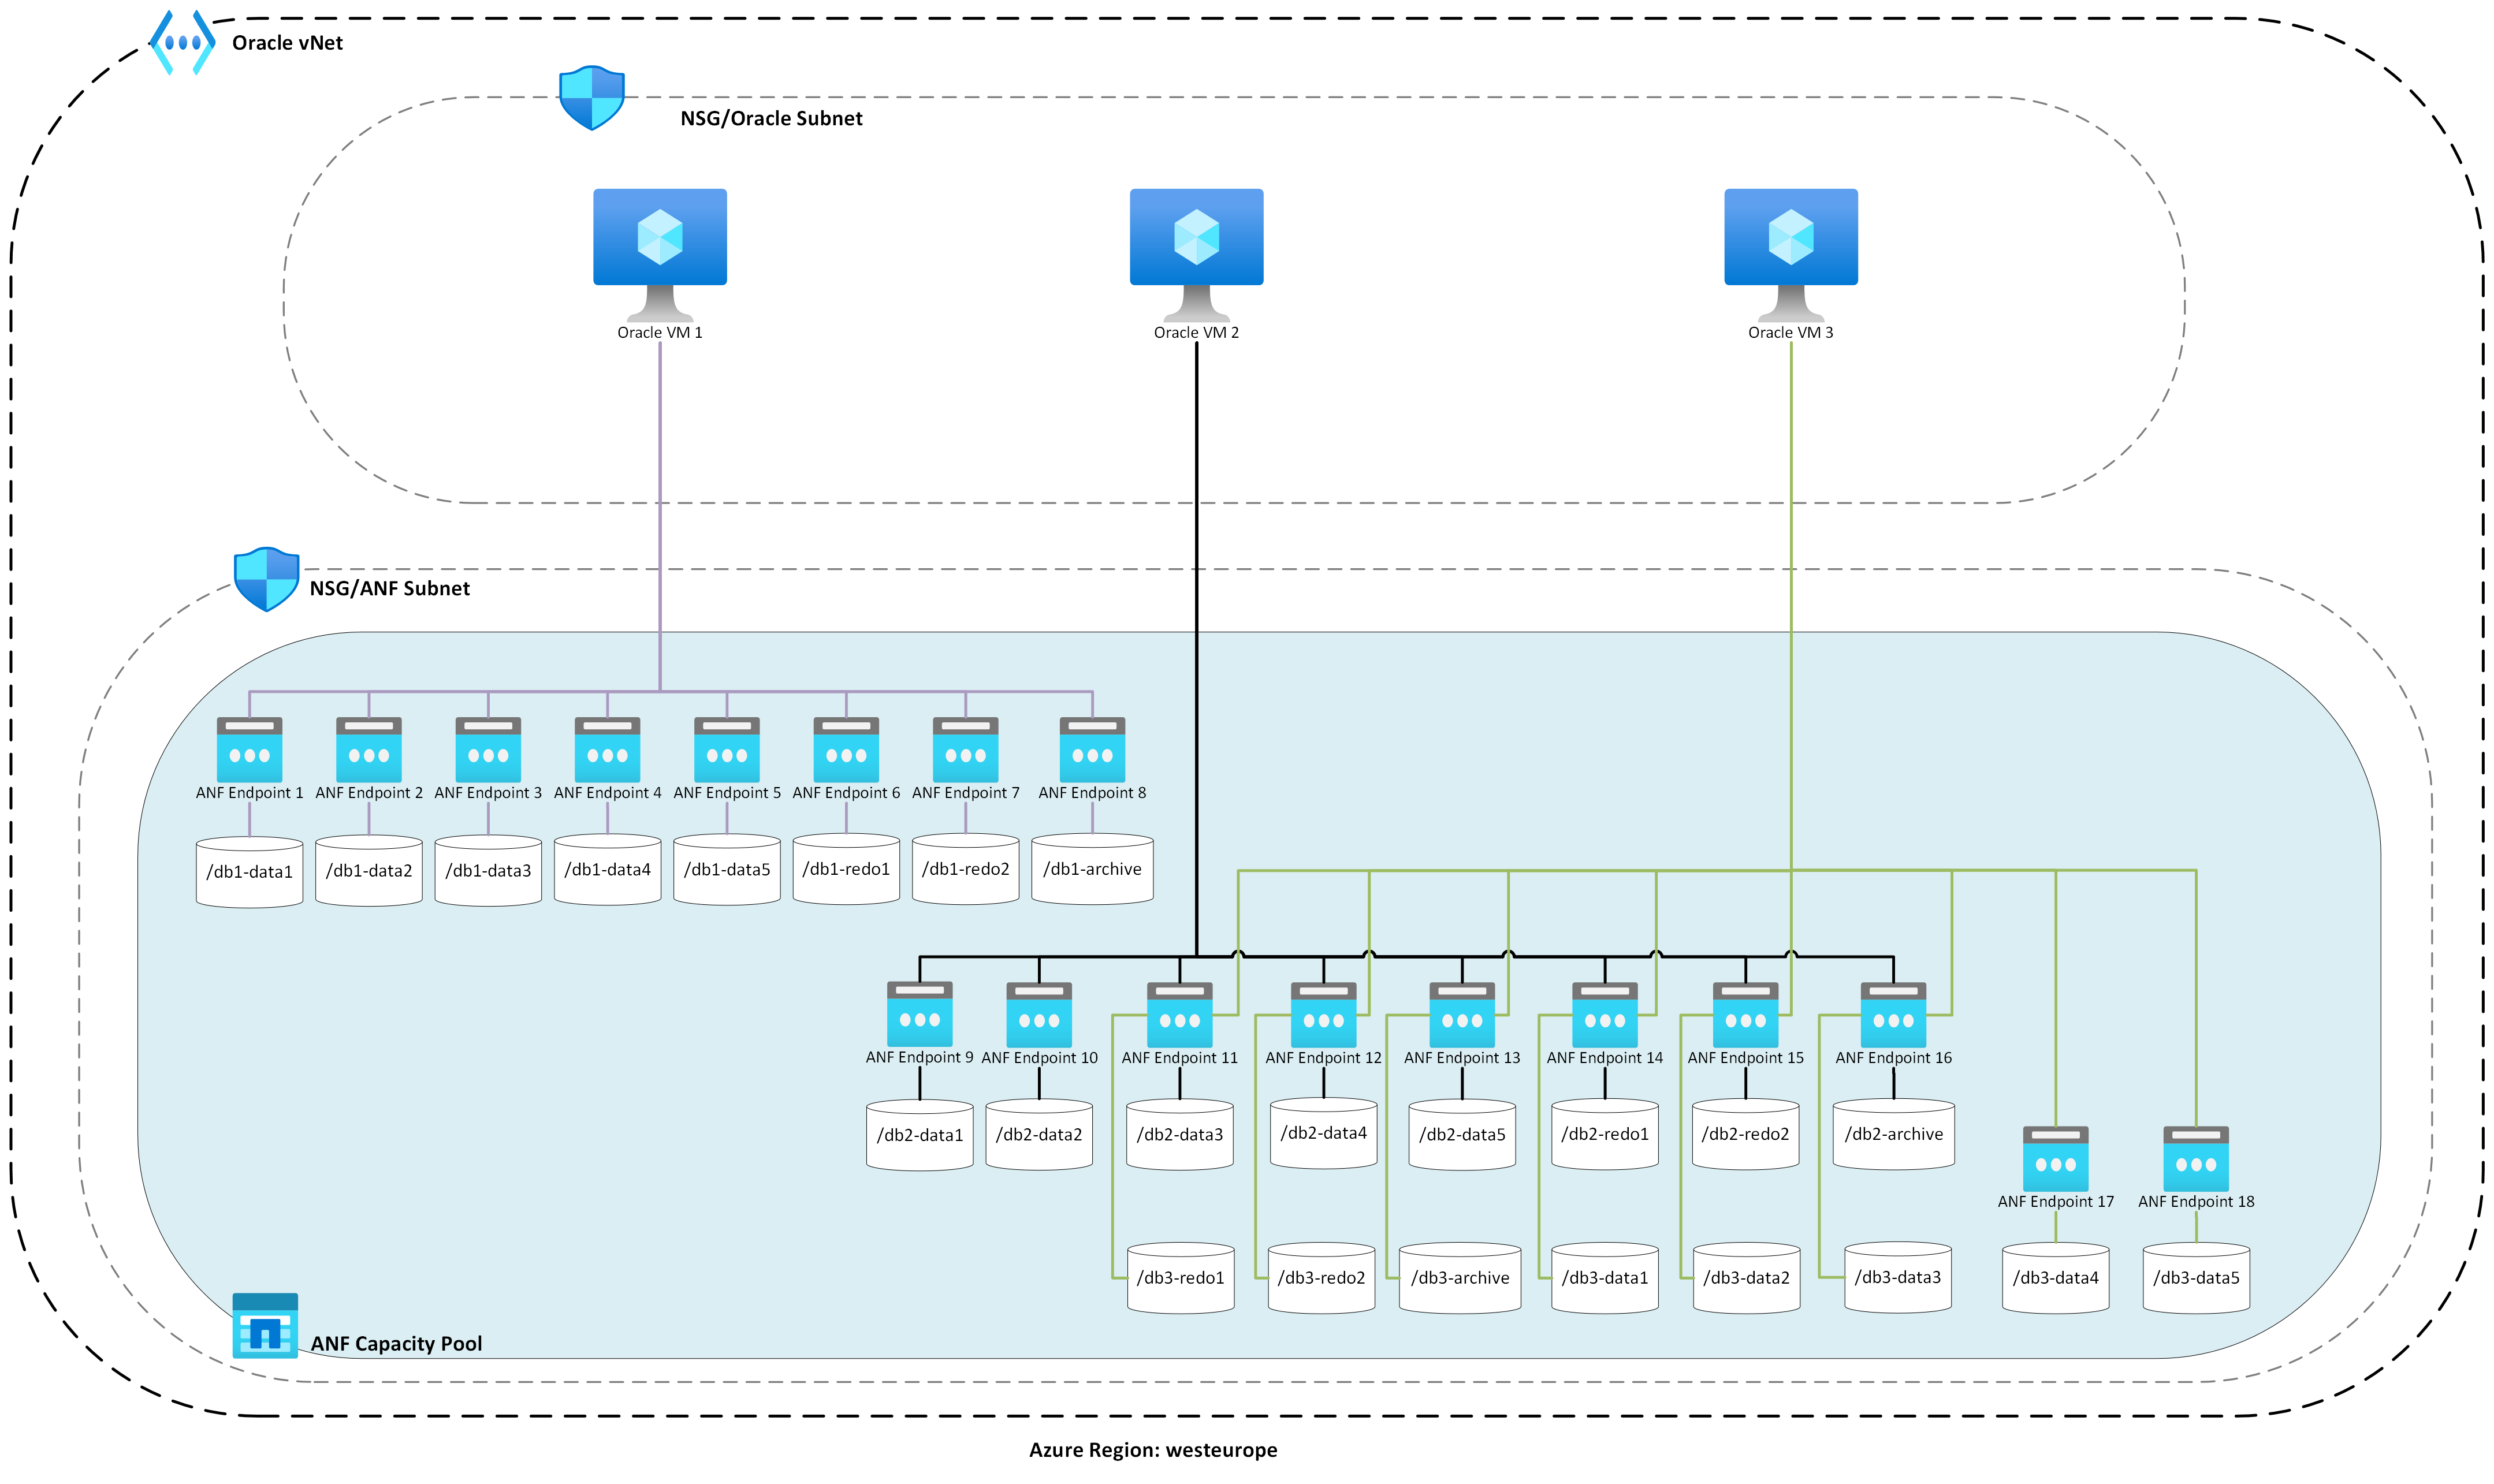 Oracle vNet
NSG/Oracle Subnet
Oracle VM 1
Oracle VM 2
Oracle VM 3
NSG/ANF Subnet
ANF Endpoint 1
ANF Endpoint 2
ANF Endpoint 3
ANF Endpoint 4
ANF Endpoint 5
ANF Endpoint 6
ANF Endpoint 7
ANF Endpoint 8
/db1-data1
/db1-data2
/db1-data3
/db1-data4
/db1-data5
/db1-redo1
/db1-redo2
/db1-archive
ANF Endpoint 9
ANF Endpoint 10
ANF Endpoint 11
ANF Endpoint 12
ANF Endpoint 13
ANF Endpoint 14
ANF Endpoint 15
ANF Endpoint 16
/db2-data1
/db2-data2
/db2-data3
/db2-data4
/db2-data5
/db2-redo1
/db2-redo2
/db2-archive
ANF Endpoint 17
ANF Endpoint 18
/db3-redo1
/db3-redo2
/db3-archive
/db3-data1
/db3-data2
/db3-data3
/db3-data4
/db3-data5
ANF Capacity Pool
Azure Region: westeurope